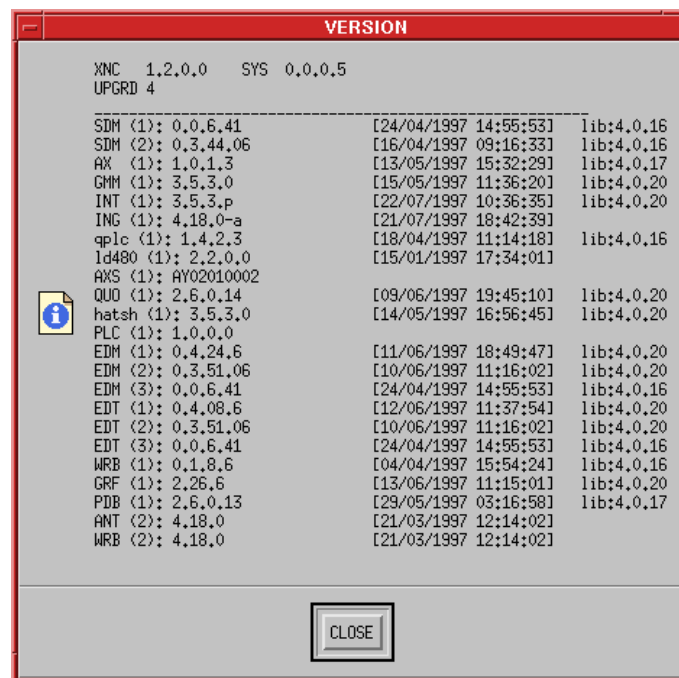 VERSION
XNC 1.2.0.0 SYS 0.0.0.5
UPGRD 4
SDM (1): 0.0.6.41 [24/04/1997 14:55:53] lib:4.0.16
SDM (2): 0.3.44.06 [16/04/1997 09:16:33] lib:4.0.16
AX (1): 1.0.1.3 [13/05/1997 15:32:29] lib:4.0.17
GMM (1): 3.5.3.0 [15/05/1997 11:36:20] lib:4.0.20
INT (1): 3.5.3.p [22/07/1997 10:36:35] lib:4.0.20
ING (1): 4.18.0-a [21/07/1997 18:42:39]
qplc (1): 1.4.2.3 [18/04/1997 11:14:18] lib:4.0.16
ld480 (1): 2.2.0.0 [15/01/1997 17:34:01]
AXS (1): AY02010002
QUO (1): 2.6.0.14 [09/06/1997 19:45:10] lib:4.0.20
hatsh (1): 3.5.3.0 [14/05/1997 16:56:45] lib:4.0.20
PLC (1): 1.0.0.0
EDM (1): 0.4.24.6 [11/06/1997 18:49:47] lib:4.0.20
EDM (2): 0.3.51.06 [10/06/1997 11:16:02] lib:4.0.20
EDM (3): 0.0.6.41 [24/04/1997 14:55:53] lib:4.0.16
EDT (1): 0.4.08.6 [12/06/1997 11:37:54] lib:4.0.20
EDT (2): 0.3.51.06 [10/06/1997 11:16:02] lib:4.0.20
EDT (3): 0.0.6.41 [24/04/1997 14:55:53] lib:4.0.16
WRB (1): 0.1.8.6 [04/04/1997 15:54:24] lib:4.0.16
GRF (1): 2.26.6 [13/06/1997 11:15:01] lib:4.0.20
PDB (1): 2.6.0.13 [29/05/1997 03:16:58] lib:4.0.17
ANT (2): 4.18.0 [21/03/1997 12:14:02]
WRB (2): 4.18.0 [21/03/1997 12:14:02]
CLOSE